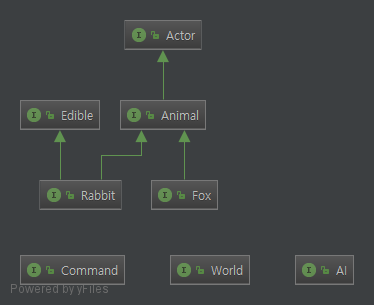 Actor
Edible
Animal
Rabbit
Fox
Command
World
AI
Powered by yFiles